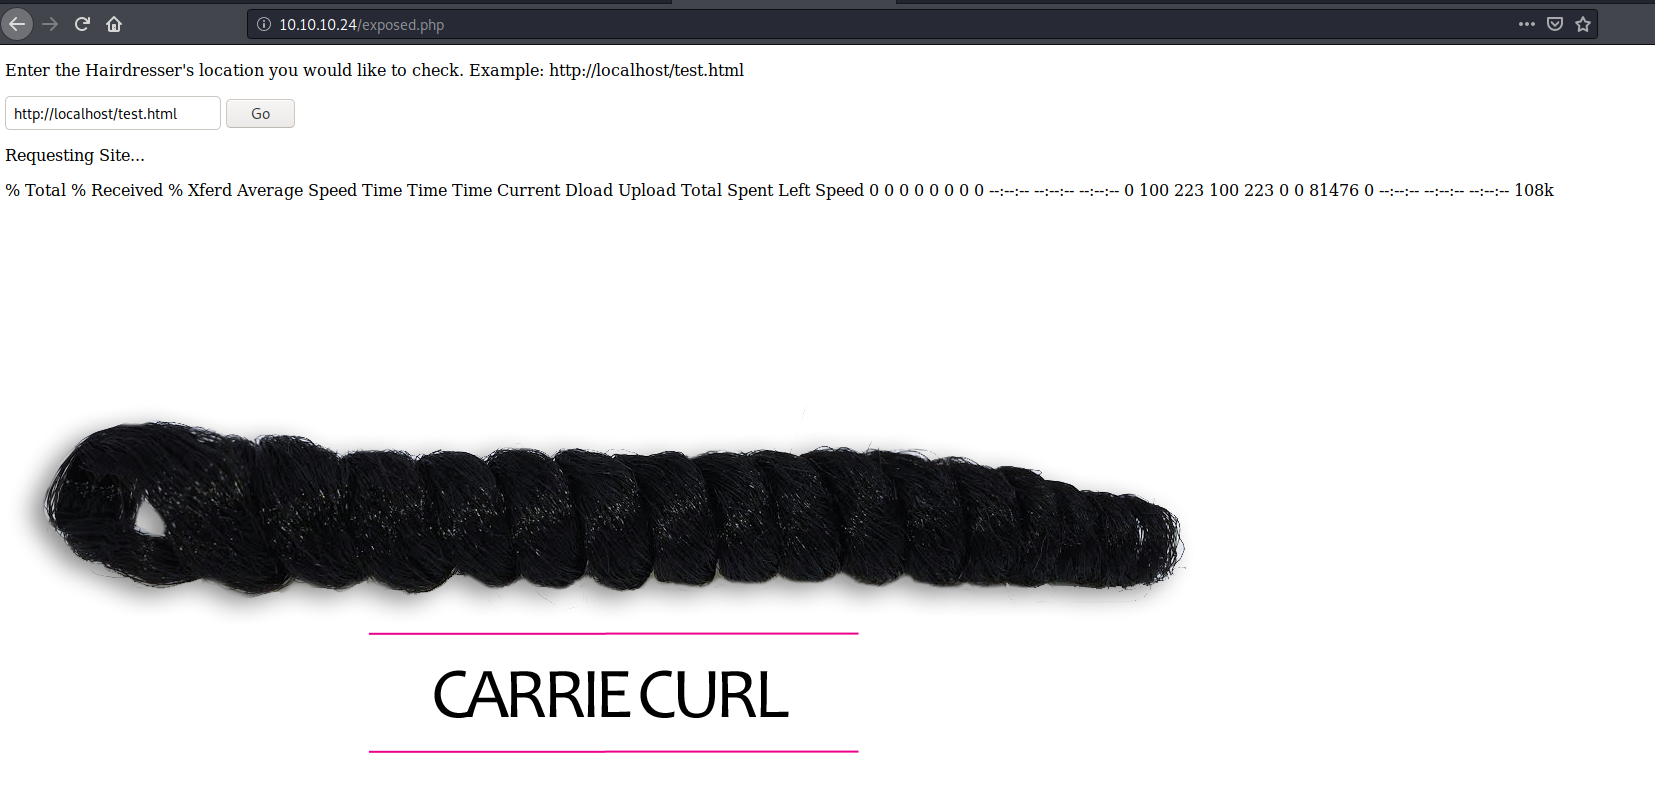 10.10.10.24/exposed.php
Enter the Hairdresser's location you would like to check. Example: http://localhost/test.html
http://localhost/test.html Go
Requesting Site...
% Total % Received % Xferd Average Speed Time Time Time Current Dload Upload Total Spent Left Speed 0 0 0 0 0 0 0 0 --:--:-- --:--:-- --:--:-- 0 100 223 100 223 0 0 81476 0 --:--:-- --:--:-- --:--:-- 108k
CARRIE CURL